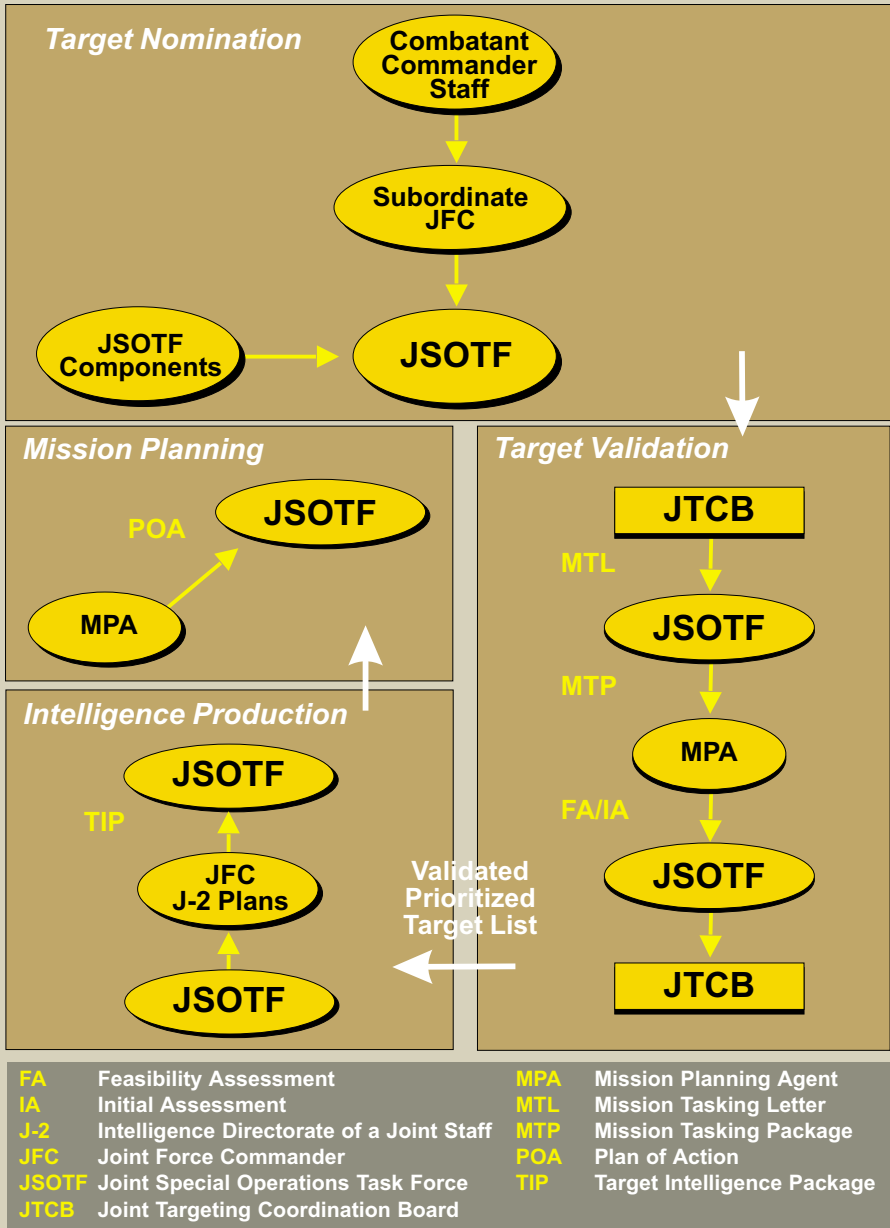 Target Nomination
Combatant
Commander
Staff
Subordinate
JFC
JSOTF
Components
JSOTF
Mission Planning
POA
JSOTF
MPA
Target Validation
JTCB
MTL
JSOTF
MTP
MPA
FA/IA
JSOTF
JTCB
Validated
Prioritized
Target List
Intelligence Production
JSOTF
TIP
JFC
J-2 Plans
JSOTF
FA Feasibility Assessment
IA Initial Assessment
J-2 Intelligence Directorate of a Joint Staff
JFC Joint Force Commander
JSOTF Joint Special Operations Task Force
JTCB Joint Targeting Coordination Board
MPA Mission Planning Agent
MTL Mission Tasking Letter
MTP Mission Tasking Package
POA Plan of Action
TIP Target Intelligence Package